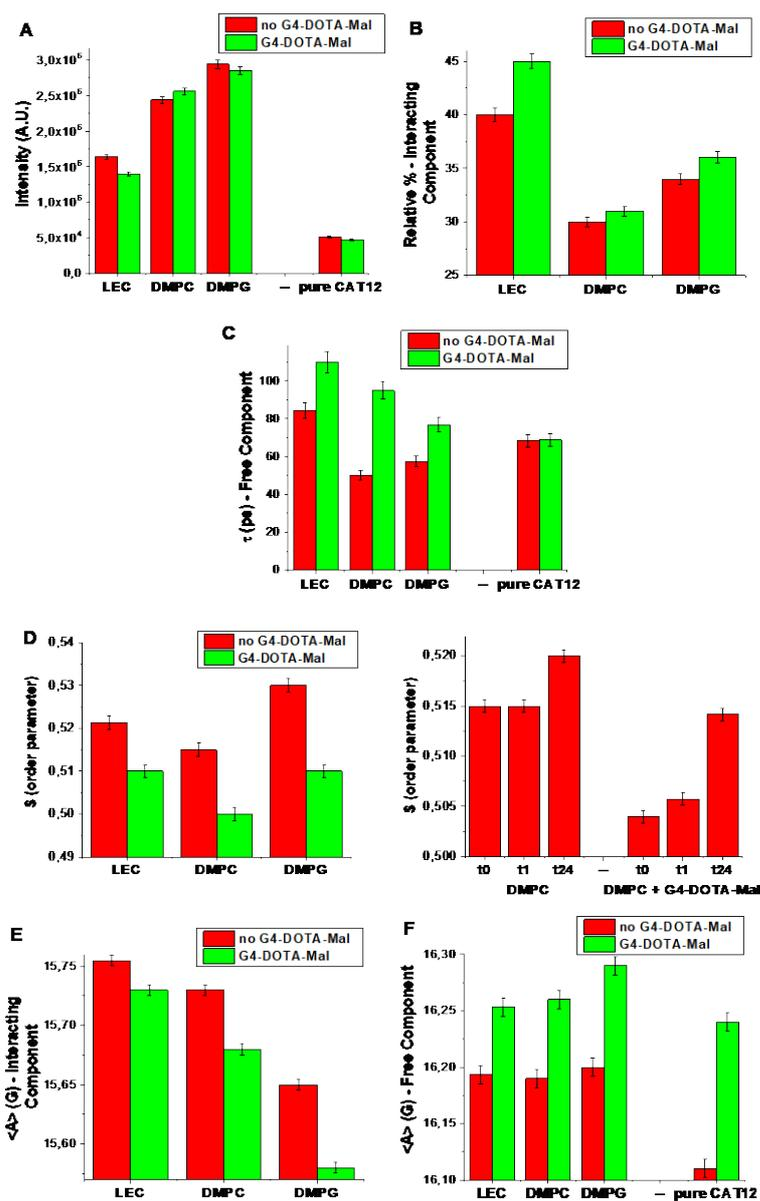 A
no G4-DOTA-Mal
G4-DOTA-Mal
Intensity (A.U.)
3,0x10⁵
2,5x10⁵
2,0x10⁵
1,5x10⁵
1,0x10⁵
5,0x10⁴
0,0
LEC DMPC DMPG — pure CAT12
B
no G4-DOTA-Mal
G4-DOTA-Mal
Relative % - Interacting
Component
45
40
35
30
25
LEC DMPC DMPG
C
no G4-DOTA-Mal
G4-DOTA-Mal
τ (ps) - Free Component
100
80
60
40
20
0
LEC DMPC DMPG — pure CAT12
D
no G4-DOTA-Mal
G4-DOTA-Mal
S (order parameter)
0,54
0,53
0,52
0,51
0,50
0,49
LEC DMPC DMPG
S (order parameter)
0,520
0,515
0,510
0,505
0,500
t0 t1 t24 — t0 t1 t24
DMPC DMPC + G4-DOTA-Mal
E
no G4-DOTA-Mal
G4-DOTA-Mal
<A> (G) - Interacting
Component
15,75
15,70
15,65
15,60
LEC DMPC DMPG
F
no G4-DOTA-Mal
G4-DOTA-Mal
<A> (G) - Free Component
16,30
16,25
16,20
16,15
16,10
LEC DMPC DMPG — pure CAT12